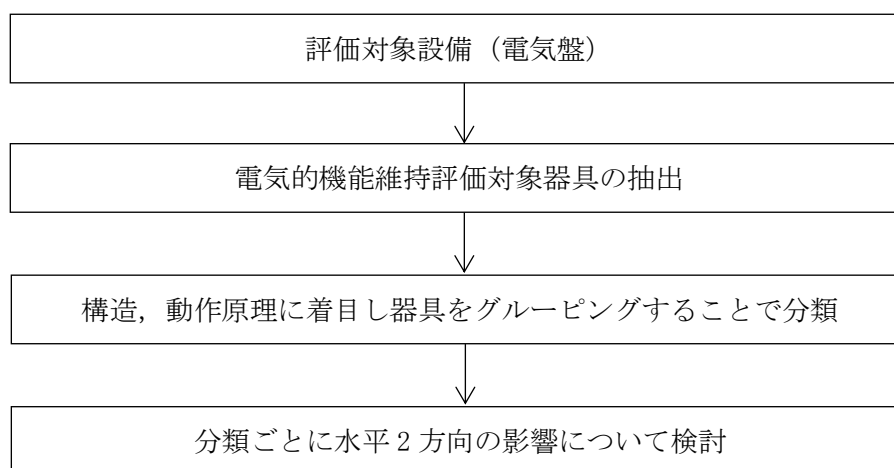 評価対象設備（電気盤）
電気的機能維持評価対象器具の抽出
構造，動作原理に着目し器具をグルーピングすることで分類
分類ごとに水平２方向の影響について検討